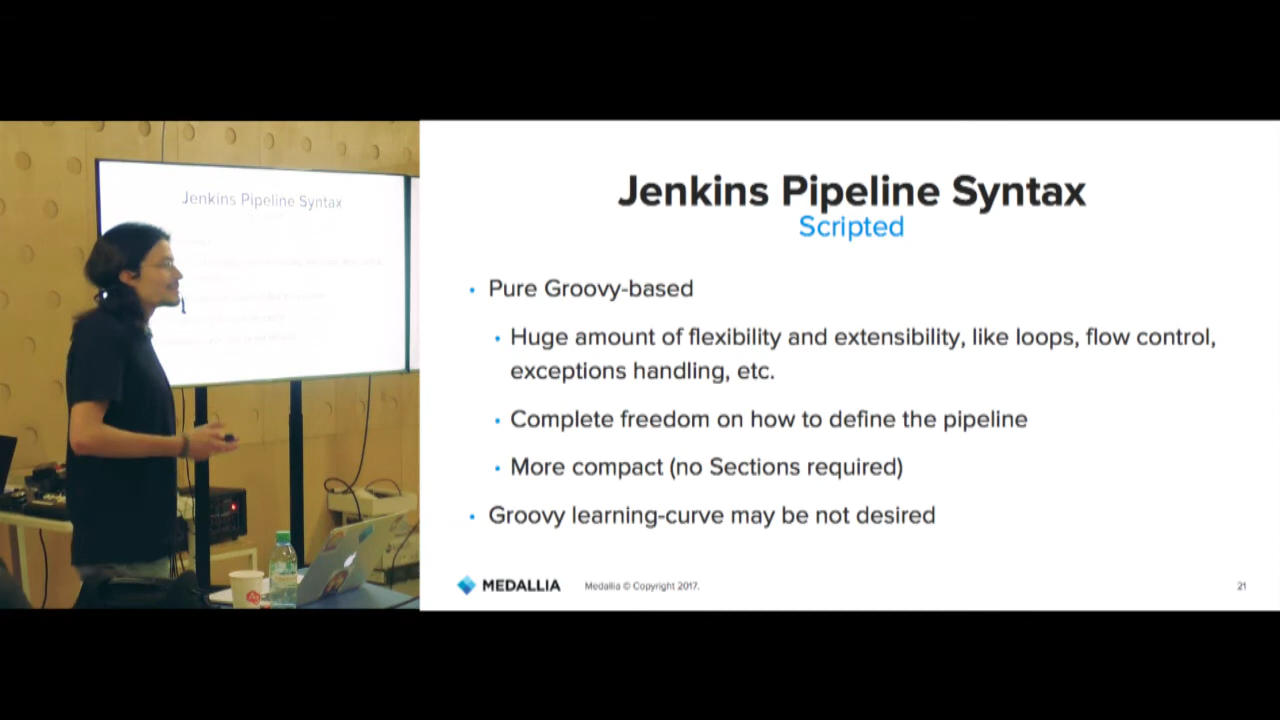 Jenkins Pipeline Syntax
Jenkins Pipeline Syntax
Scripted
• Pure Groovy-based
• Huge amount of flexibility and extensibility, like loops, flow control,
exceptions handling, etc.
• Complete freedom on how to define the pipeline
• More compact (no Sections required)
• Groovy learning-curve may be not desired
MEDALLIA
Medallia © Copyright 2017.
21